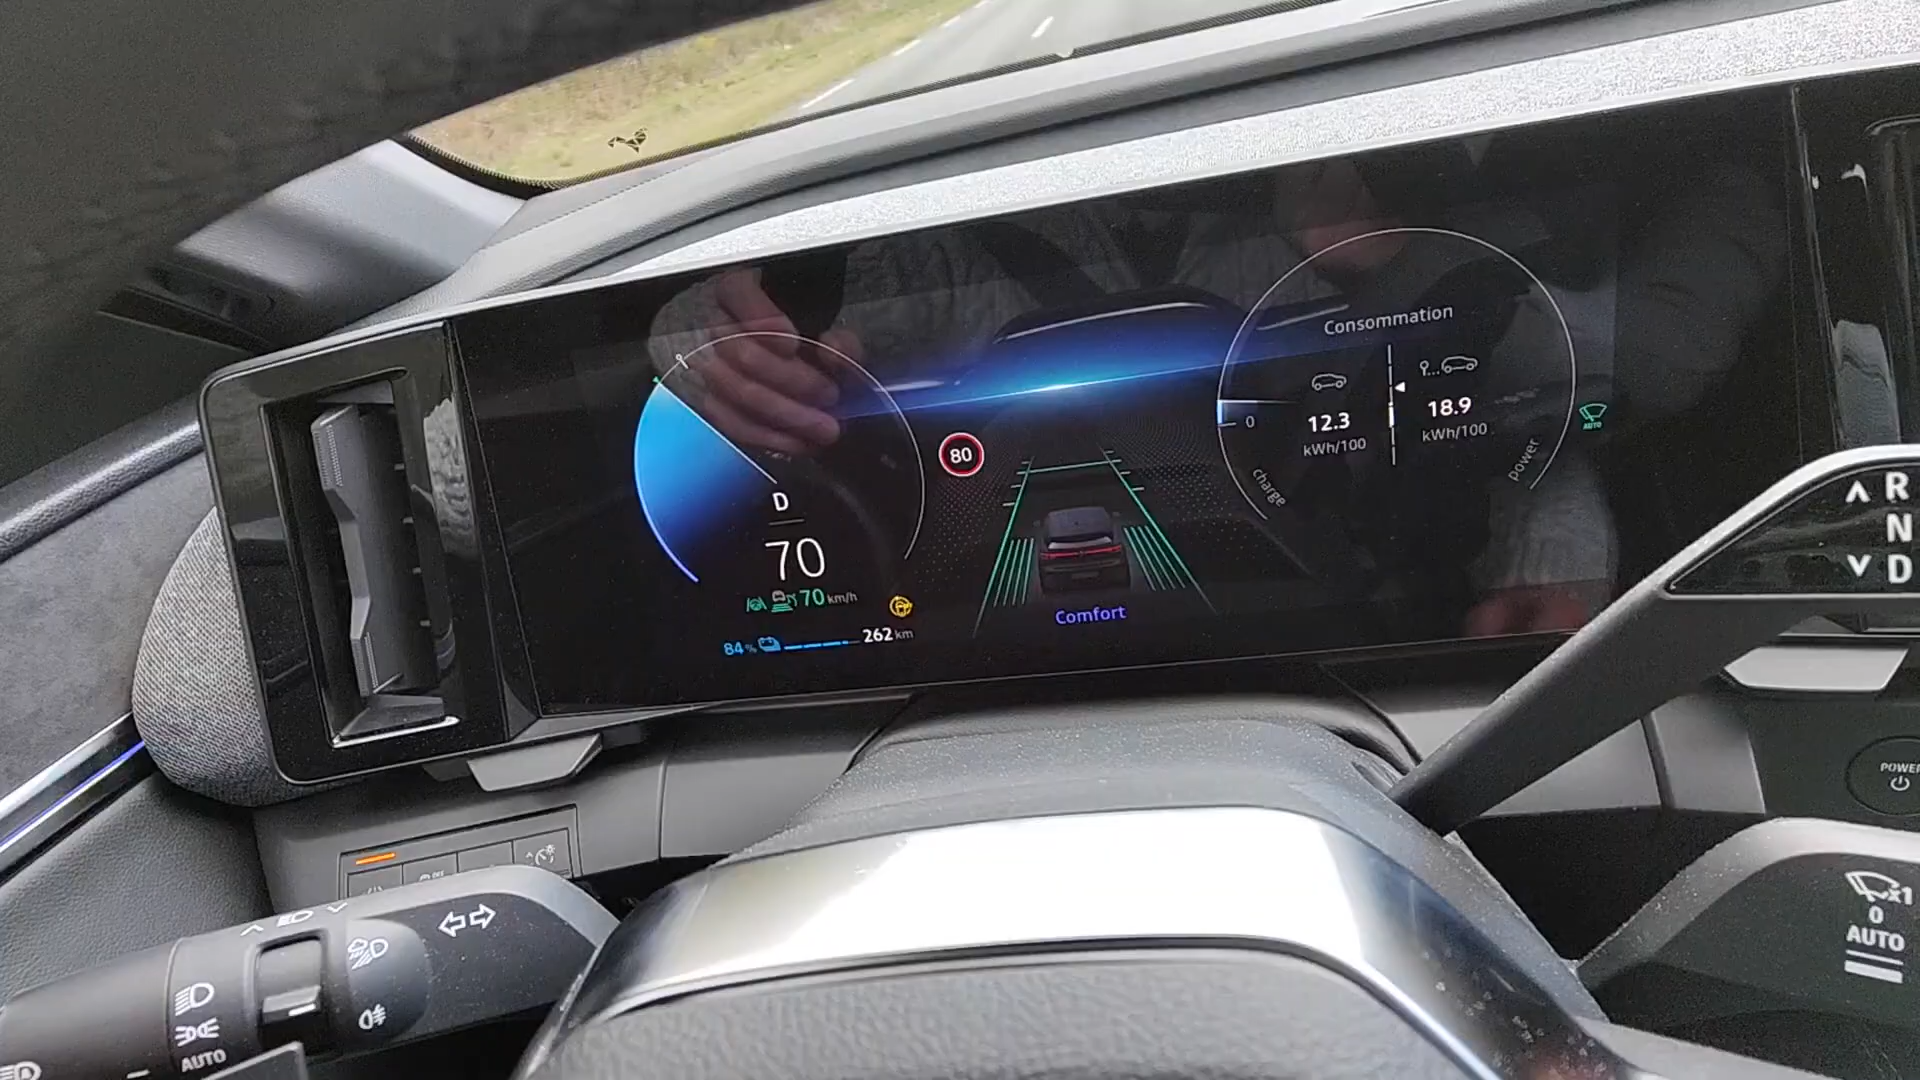 Consommation
12.3
kWh/100
18.9
kWh/100
0
charge
power
AUTO
80
D
70
70 km/h
84 %
262 km
Comfort
R
N
D
POWER
x1
0
AUTO
AUTO